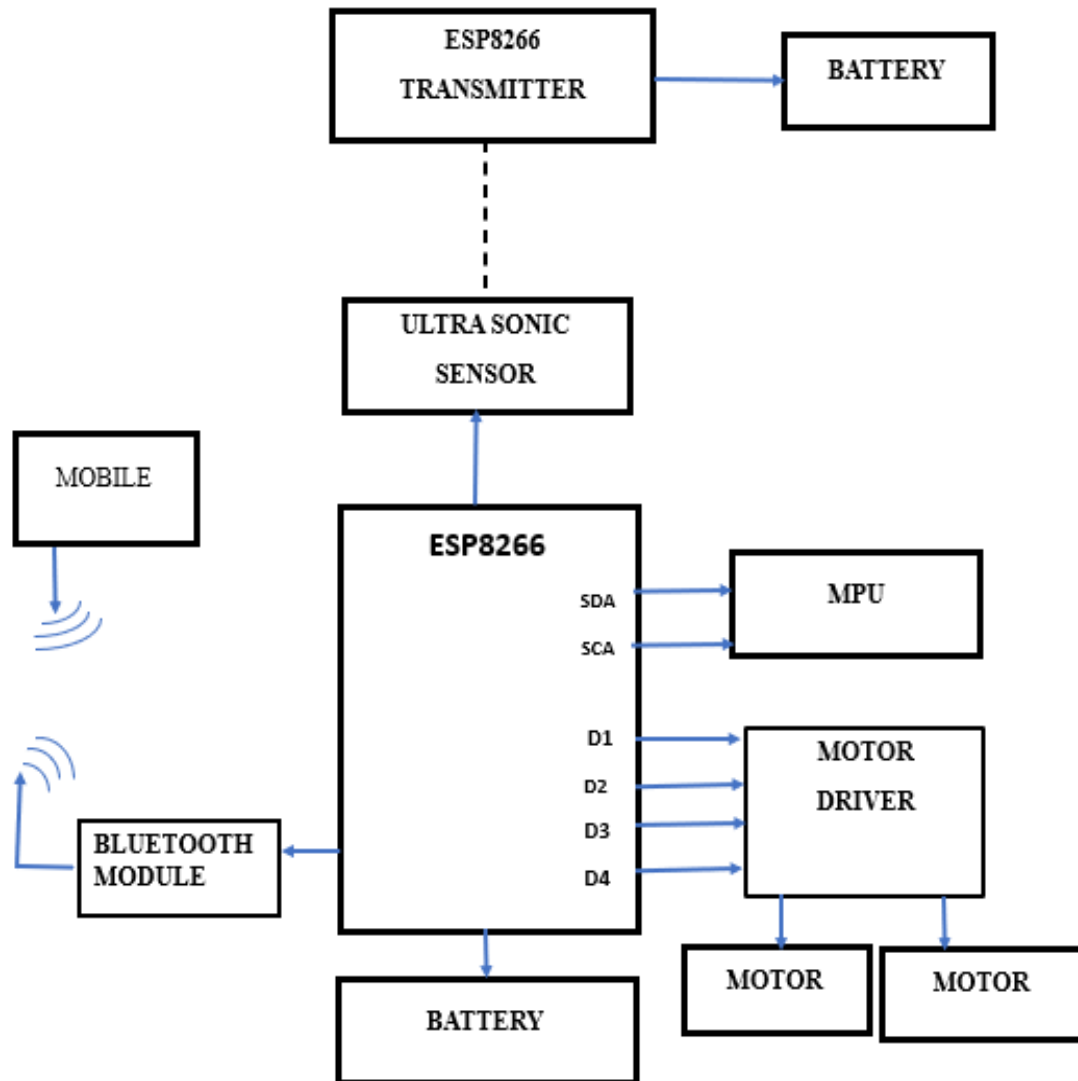 ESP8266
TRANSMITTER
BATTERY
ULTRA SONIC
SENSOR
MOBILE
ESP8266
SDA
SCA
D1
D2
D3
D4
MPU
MOTOR
DRIVER
BLUETOOTH
MODULE
MOTOR
MOTOR
BATTERY